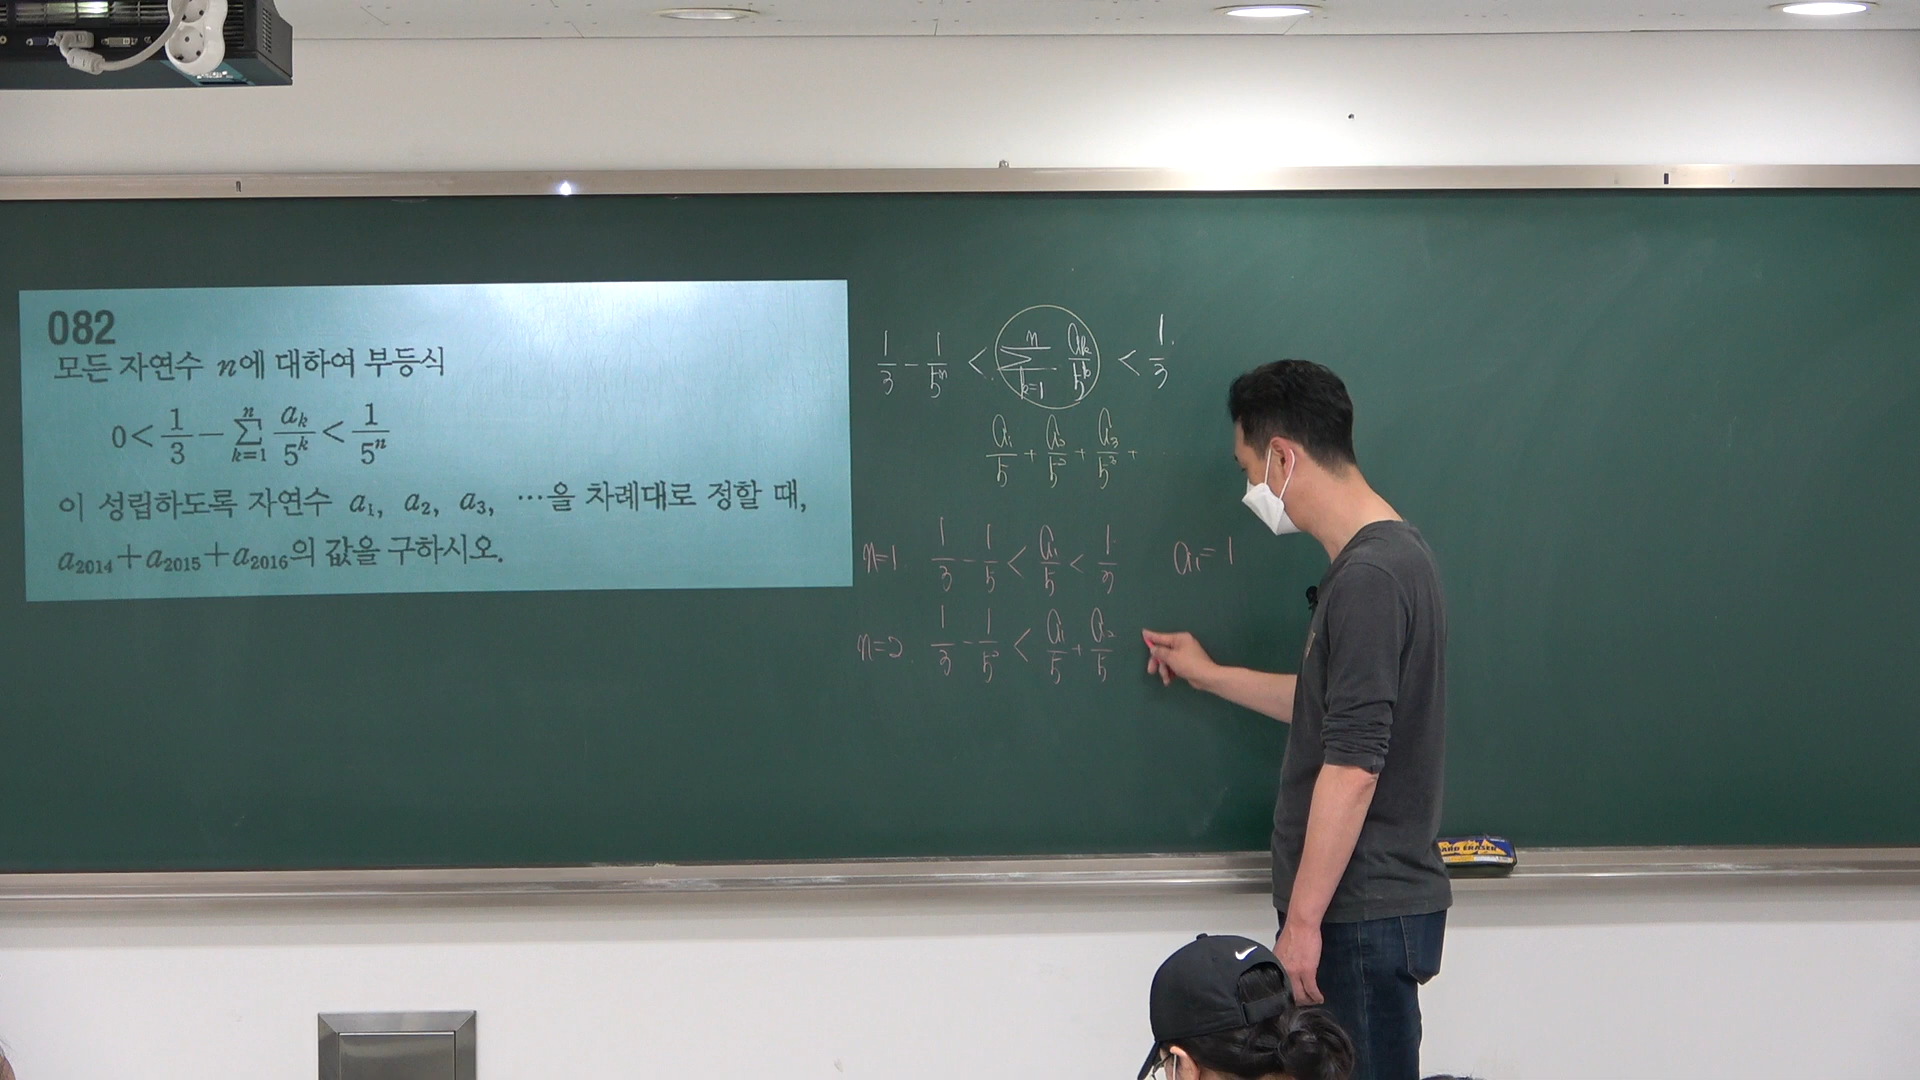 082
모든 자연수 n에 대하여 부등식
0 < 1/3 − Σ_{k=1}^{n} a_k/5^k < 1/5^n
이 성립하도록 자연수 a₁, a₂, a₃, …을 차례대로 정할 때,
a₂₀₁₄+a₂₀₁₅+a₂₀₁₆의 값을 구하시오.
1/3 − 1/5^n < Σ_{k=1}^{n} a_k/5^k < 1/3
a₁/5 + a₂/5² + a₃/5³ +
n=1. 1/3 − 1/5 < a₁/5 < 1/3 a₁=1
n=2. 1/3 − 1/5² < a₁/5 + a₂/5